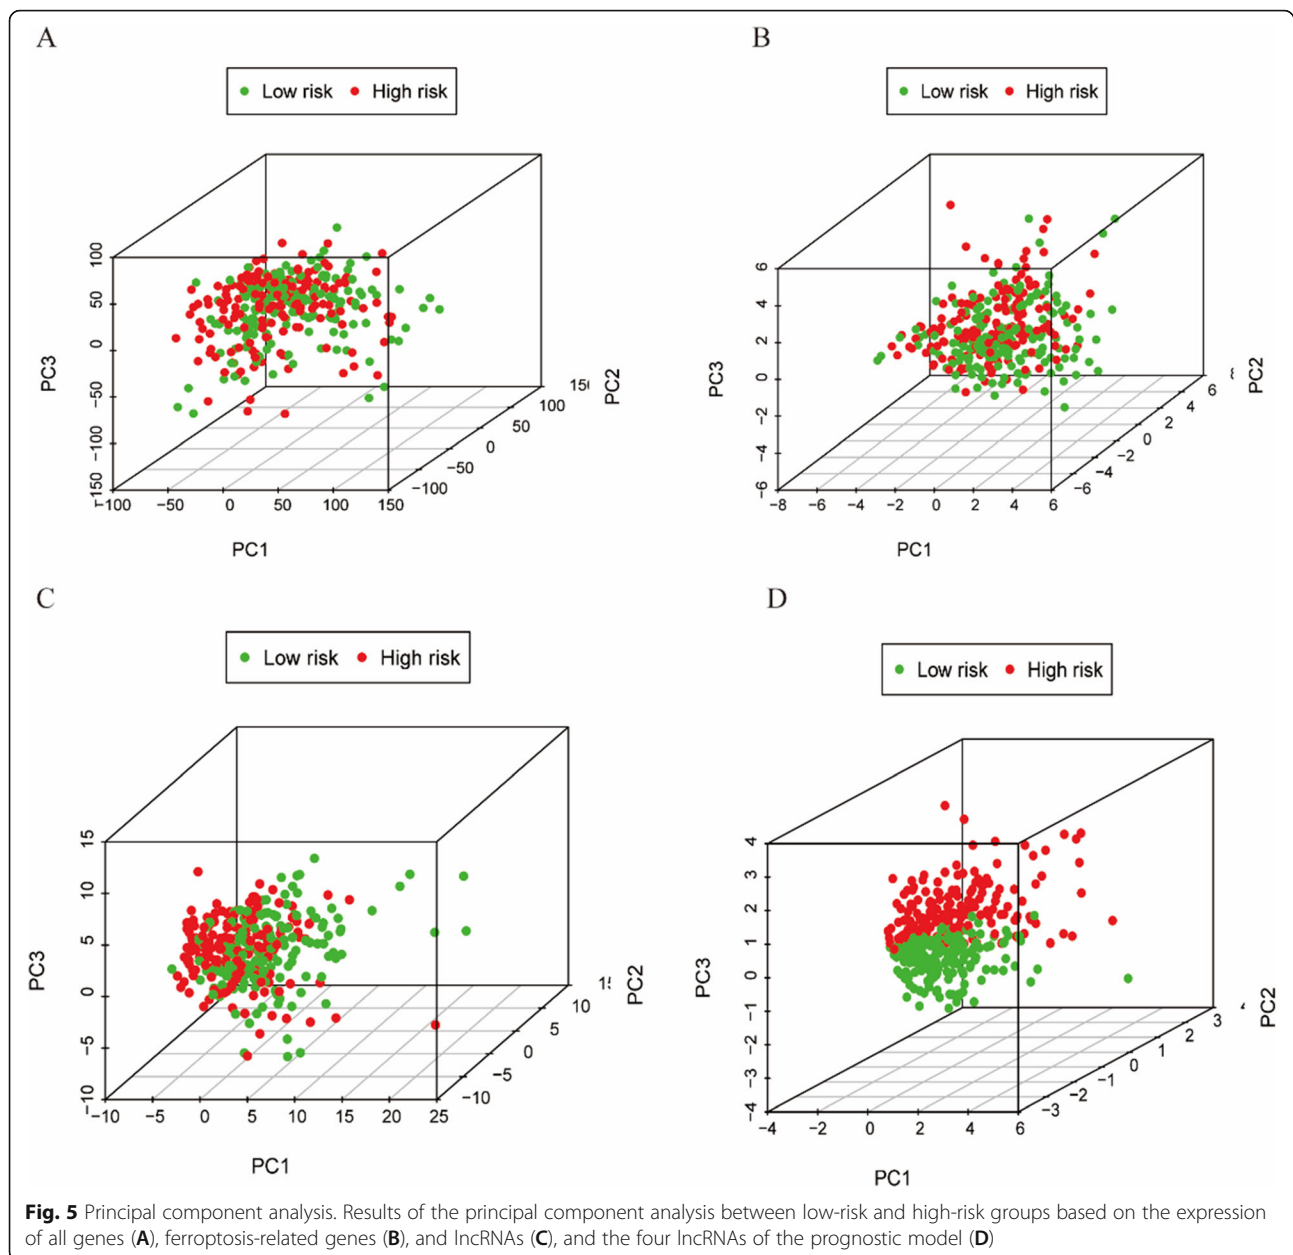 A
Low risk High risk
100
50
0
−50
−100
−150
PC3
−100 −50 0 50 100 150
PC1
−100
−50
0
50
100
PC2
B
Low risk High risk
6
4
2
0
−2
−4
−6
PC3
−8 −6 −4 −2 0 2 4 6
PC1
−6
−4
−2
0
2
4
6
PC2
C
Low risk High risk
15
10
5
0
−5
−10
PC3
−10 −5 0 5 10 15 20 25
PC1
−10
−5
0
5
10
PC2
D
Low risk High risk
4
3
2
1
0
−1
−2
−3
−4
PC3
−4 −2 0 2 4 6
PC1
−3
−2
−1
0
1
2
3
PC2
Fig. 5 Principal component analysis. Results of the principal component analysis between low-risk and high-risk groups based on the expression
of all genes (A), ferroptosis-related genes (B), and lncRNAs (C), and the four lncRNAs of the prognostic model (D)